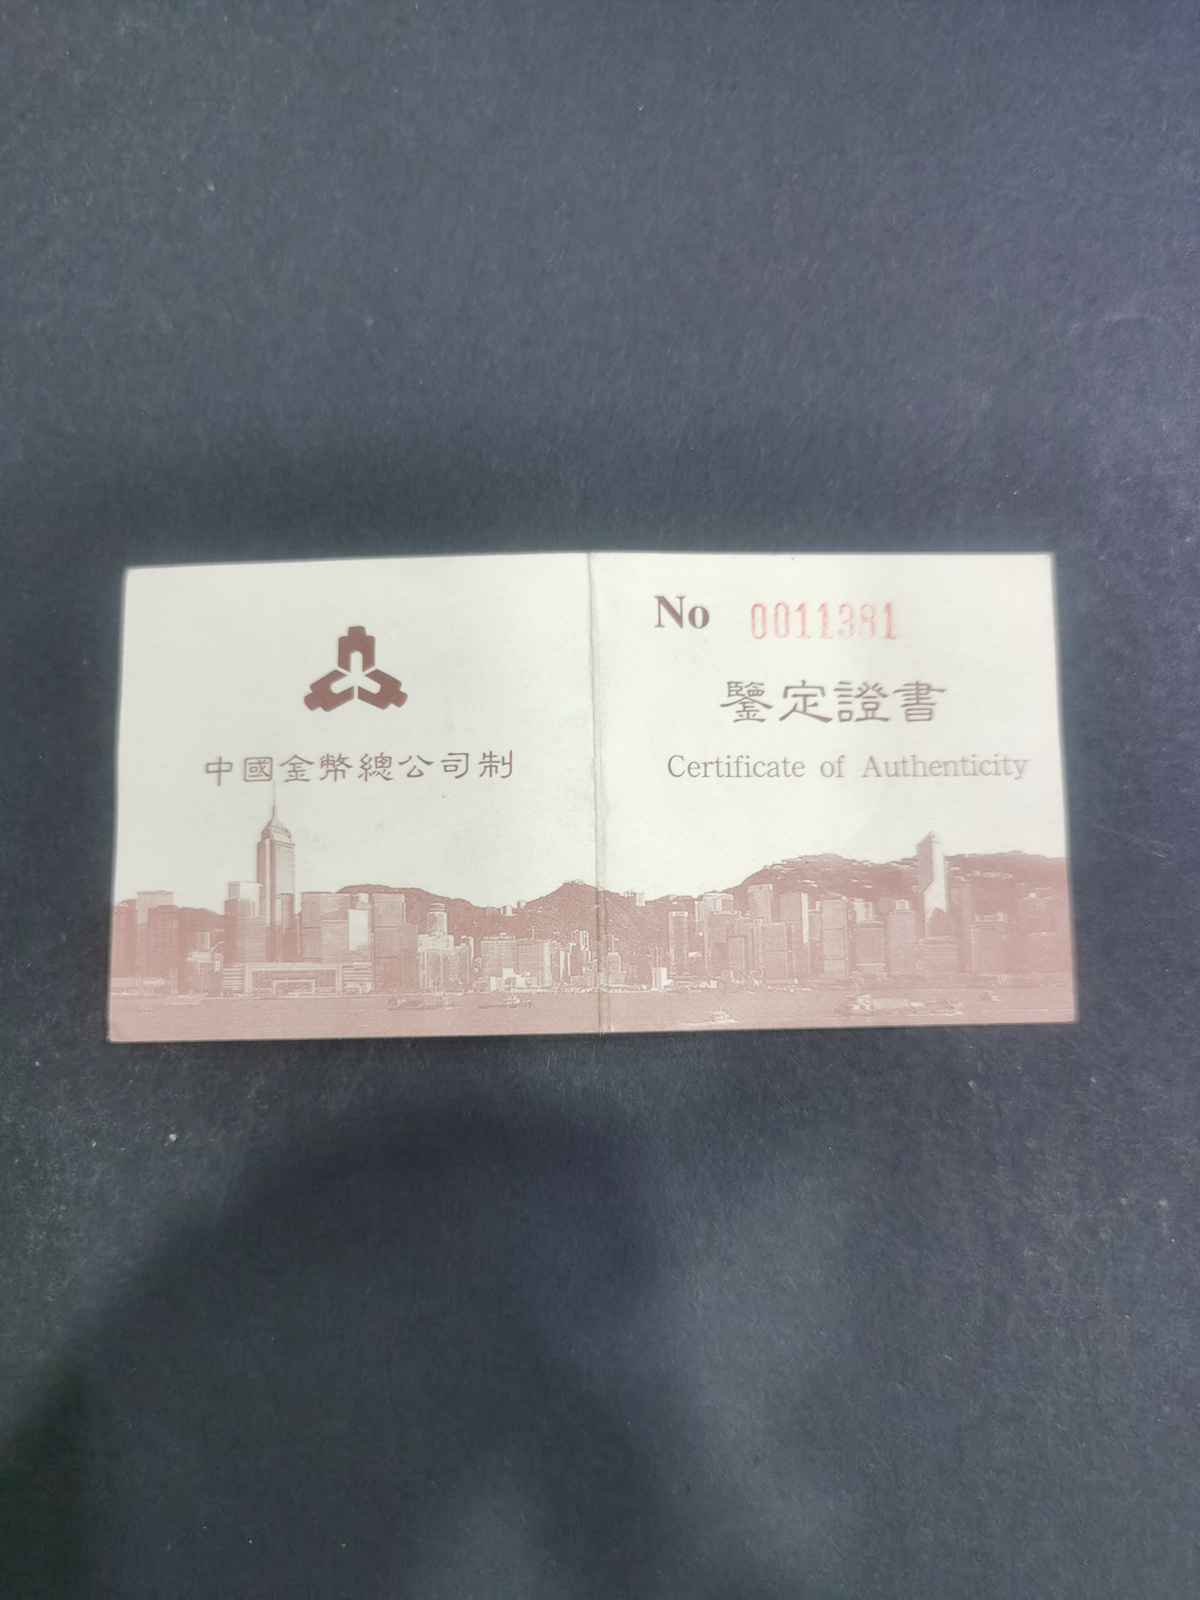 中國金幣總公司制
No 0011381
鑒定證書
Certificate of Authenticity